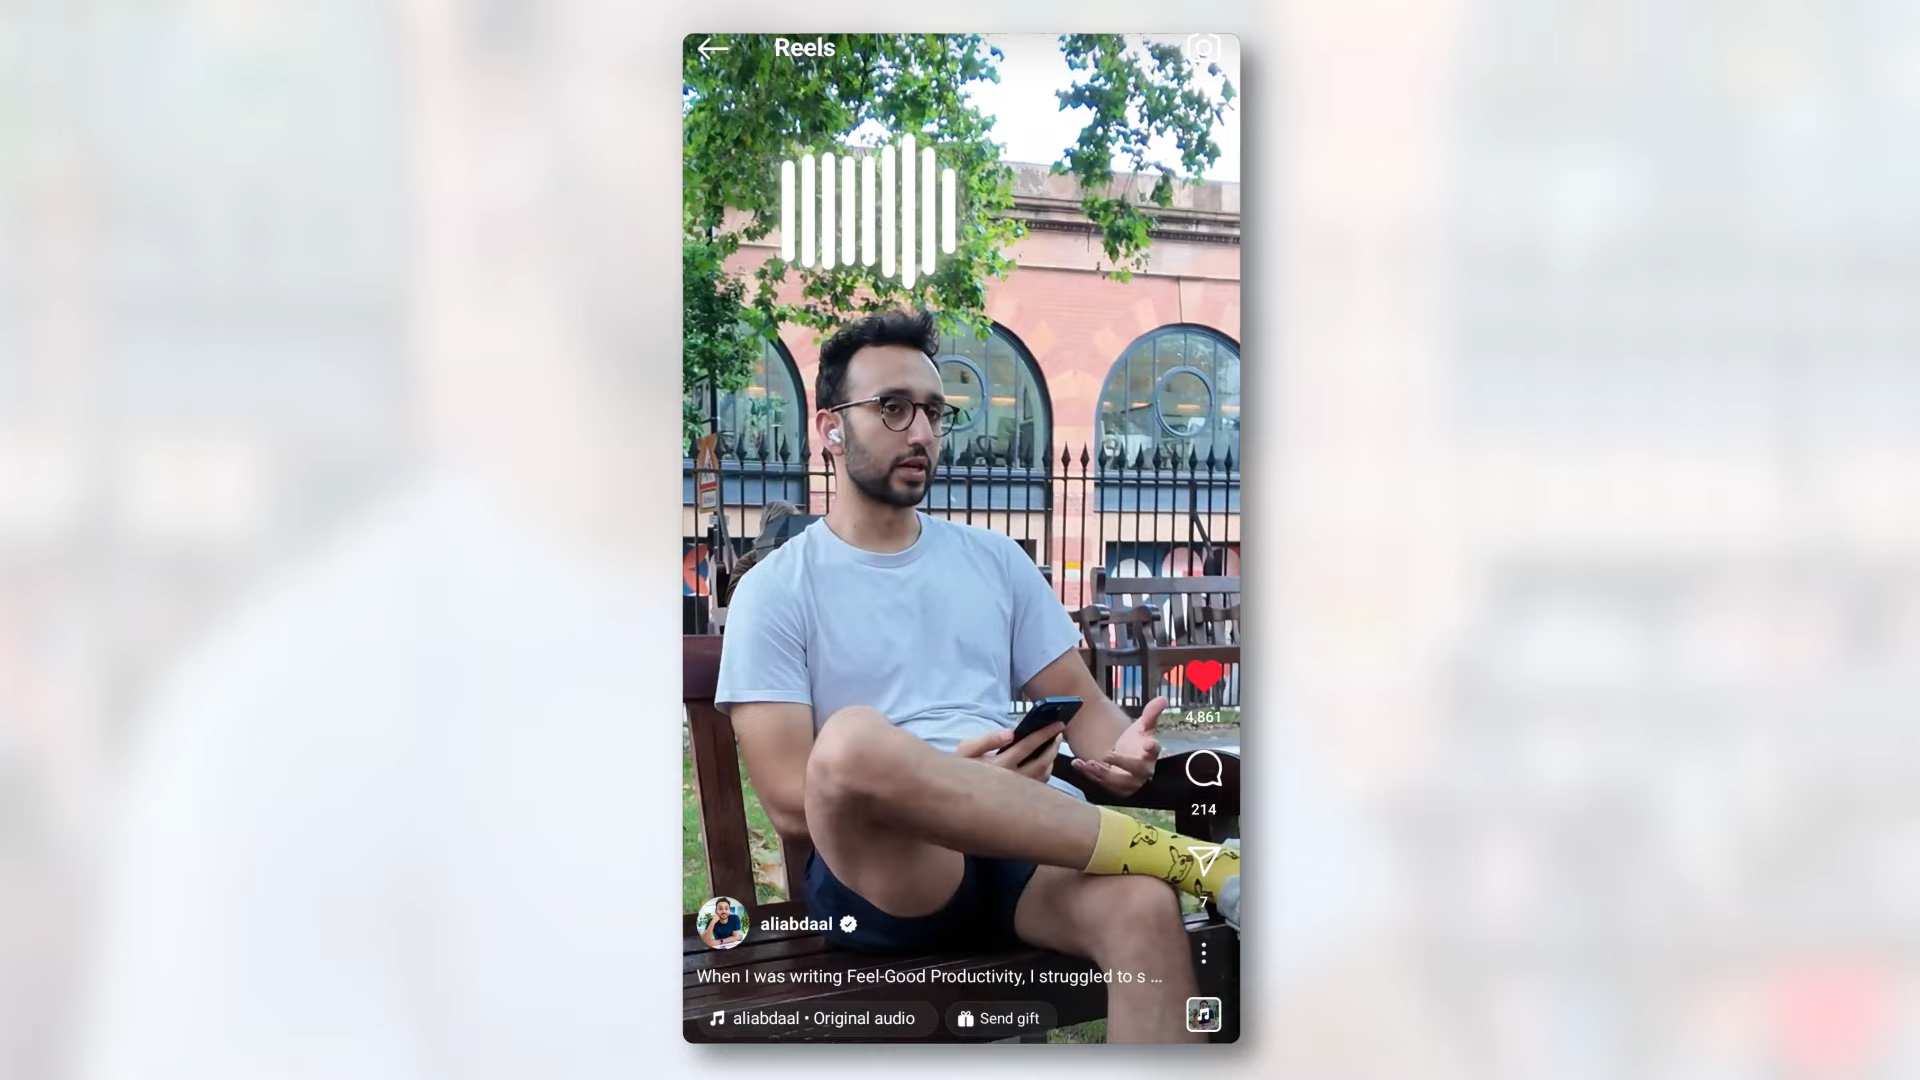 Reels
4,861
214
7
aliabdaal
When I was writing Feel-Good Productivity, I struggled to s ...
aliabdaal • Original audio
Send gift